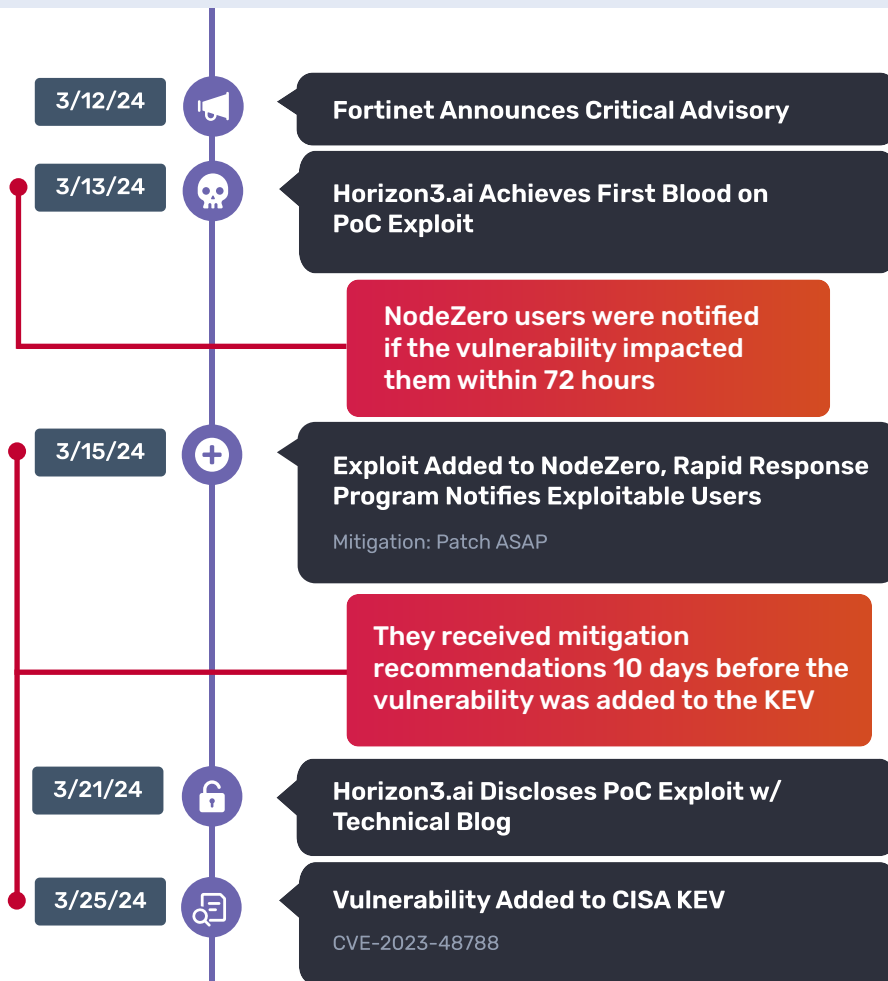 3/12/24
Fortinet Announces Critical Advisory
3/13/24
Horizon3.ai Achieves First Blood on
PoC Exploit
NodeZero users were notified
if the vulnerability impacted
them within 72 hours
3/15/24
Exploit Added to NodeZero, Rapid Response
Program Notifies Exploitable Users
Mitigation: Patch ASAP
They received mitigation
recommendations 10 days before the
vulnerability was added to the KEV
3/21/24
Horizon3.ai Discloses PoC Exploit w/
Technical Blog
3/25/24
Vulnerability Added to CISA KEV
CVE-2023-48788